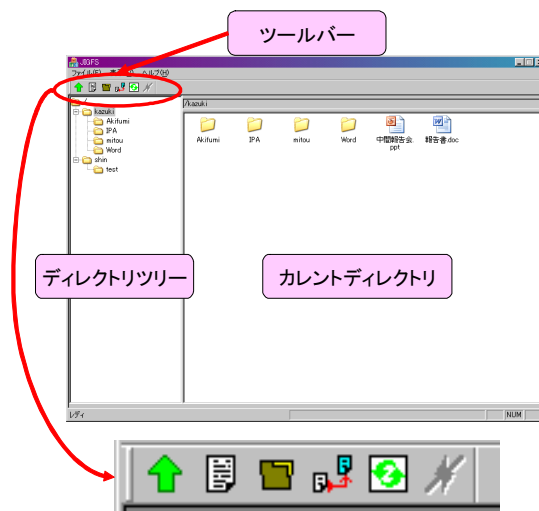 ツールバー
JIGFS
ファイル(F) ヘルプ(H)
/
/kazuki
kazuki
Akifumi
IPA
mitou
Word
shin
test
Akifumi
IPA
mitou
Word
中間報告会.
ppt
報告書.doc
ディレクトリツリー
カレントディレクトリ
レディ
NUM